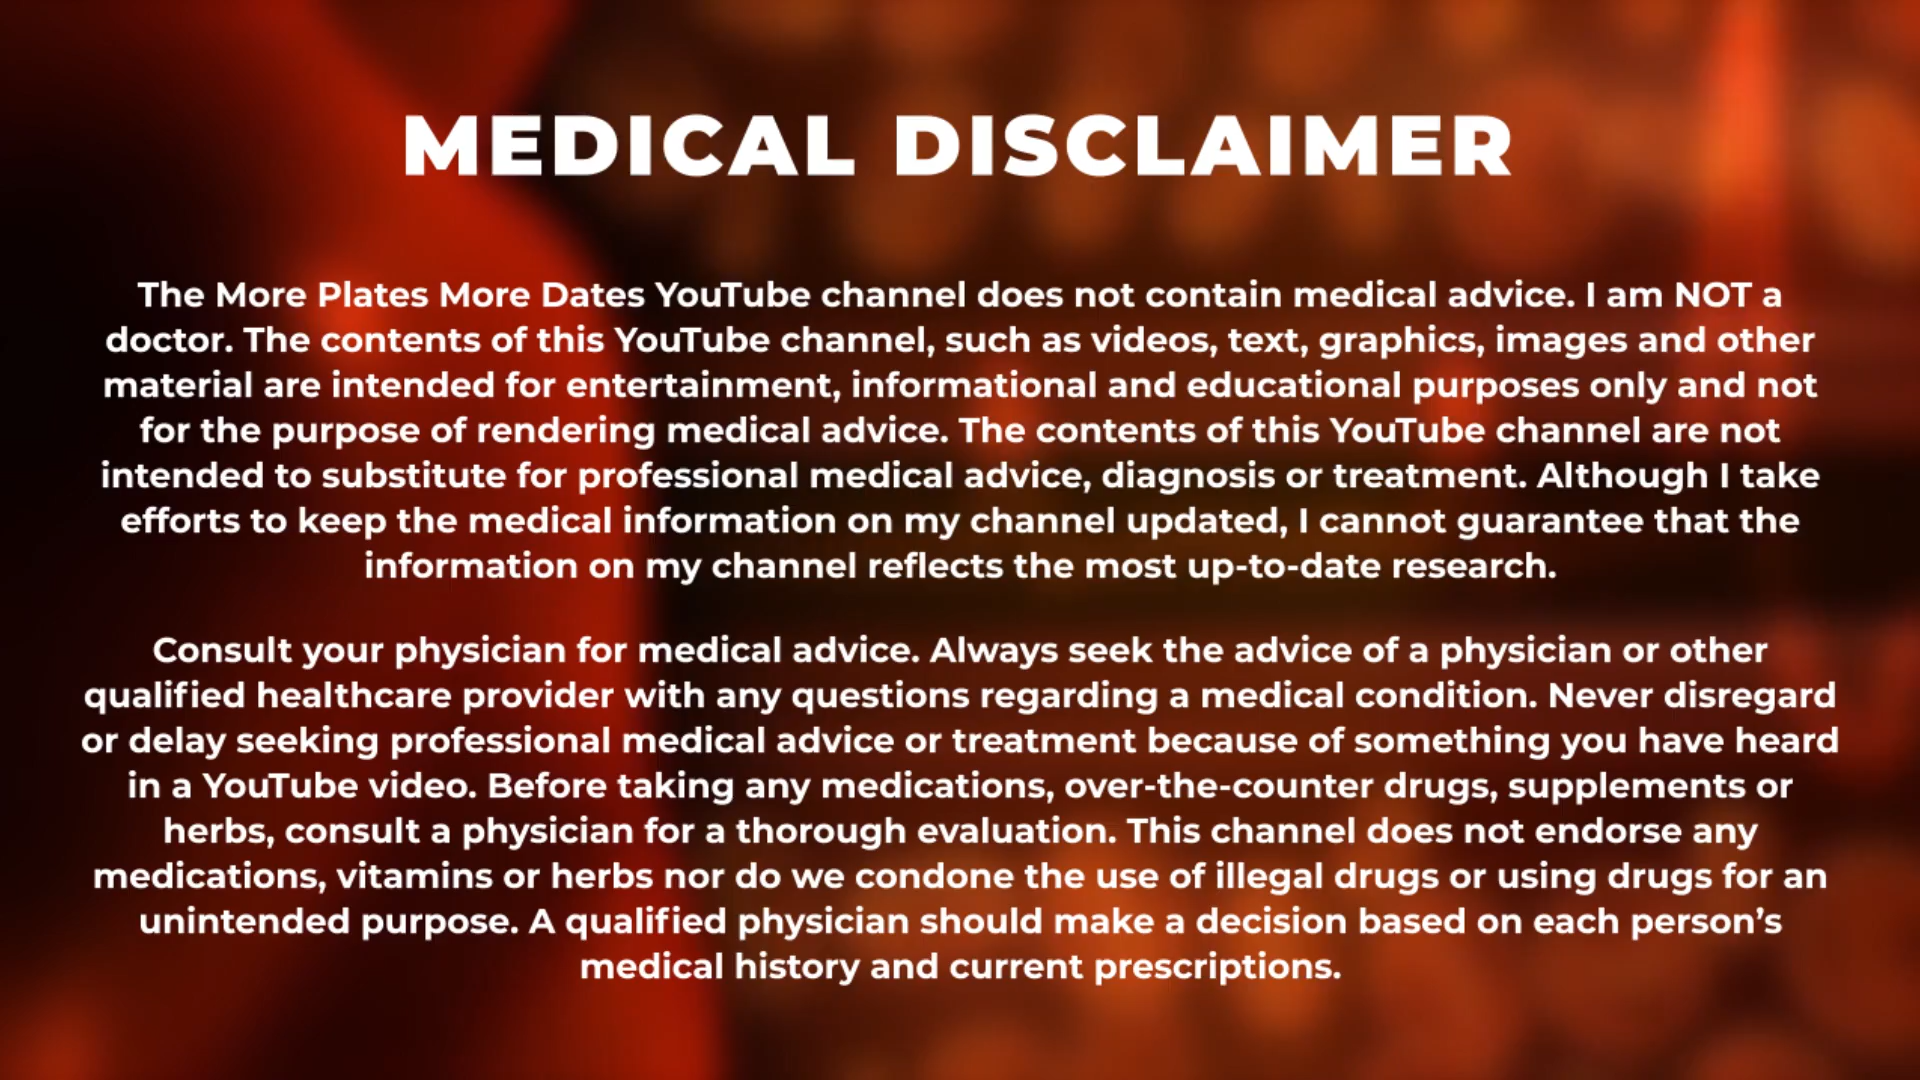 MEDICAL DISCLAIMER
The More Plates More Dates YouTube channel does not contain medical advice. I am NOT a
doctor. The contents of this YouTube channel, such as videos, text, graphics, images and other
material are intended for entertainment, informational and educational purposes only and not
for the purpose of rendering medical advice. The contents of this YouTube channel are not
intended to substitute for professional medical advice, diagnosis or treatment. Although I take
efforts to keep the medical information on my channel updated, I cannot guarantee that the
information on my channel reflects the most up-to-date research.
Consult your physician for medical advice. Always seek the advice of a physician or other
qualified healthcare provider with any questions regarding a medical condition. Never disregard
or delay seeking professional medical advice or treatment because of something you have heard
in a YouTube video. Before taking any medications, over-the-counter drugs, supplements or
herbs, consult a physician for a thorough evaluation. This channel does not endorse any
medications, vitamins or herbs nor do we condone the use of illegal drugs or using drugs for an
unintended purpose. A qualified physician should make a decision based on each person’s
medical history and current prescriptions.